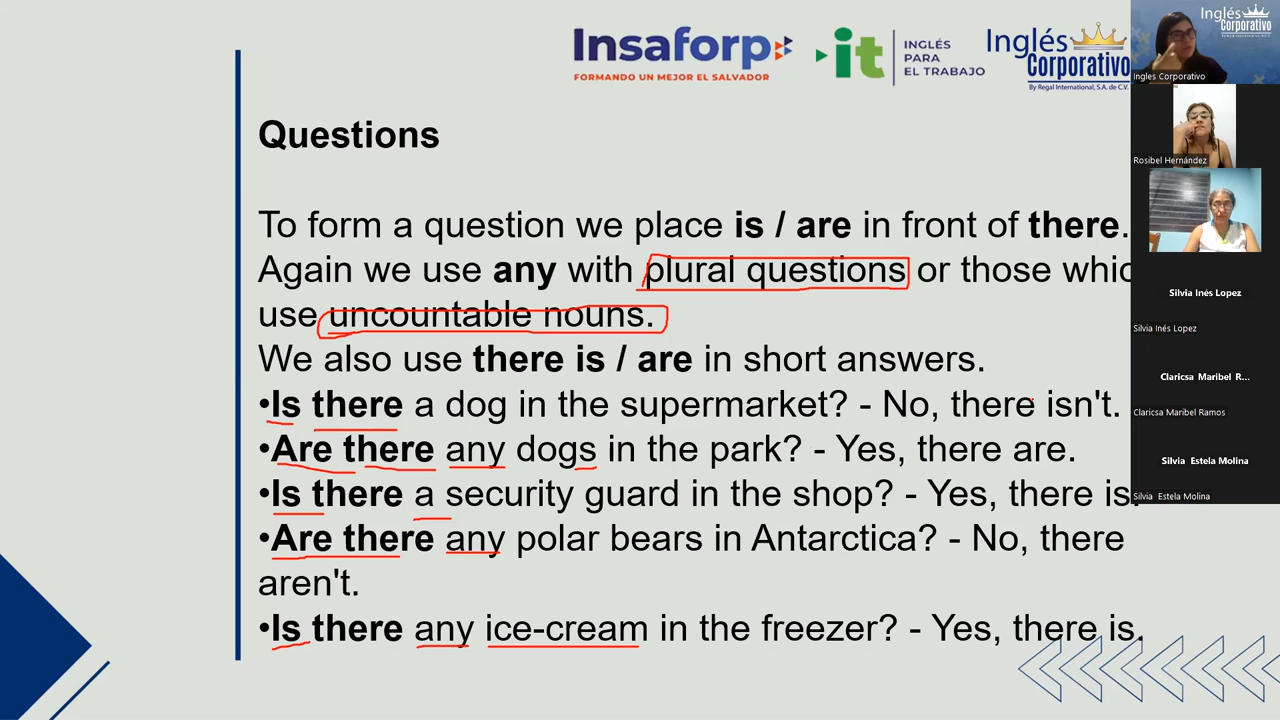 Insaforp
FORMANDO UN MEJOR EL SALVADOR
it
INGLÉS
PARA
EL TRABAJO
Inglés
Corporativo
By Regal International, S.A. de C.V.
Inglés
Corporativo
Ingles Corporativo
Rosibel Hernández
Silvia Inés Lopez
Silvia Inés Lopez
Claricsa Maribel R...
Claricsa Maribel Ramos
Silvia Estela Molina
Silvia Estela Molina
Questions
To form a question we place is / are in front of there.
Again we use any with plural questions or those whic
use uncountable nouns.
We also use there is / are in short answers.
•Is there a dog in the supermarket? - No, there isn't.
•Are there any dogs in the park? - Yes, there are.
•Is there a security guard in the shop? - Yes, there is.
•Are there any polar bears in Antarctica? - No, there
aren't.
•Is there any ice-cream in the freezer? - Yes, there is.